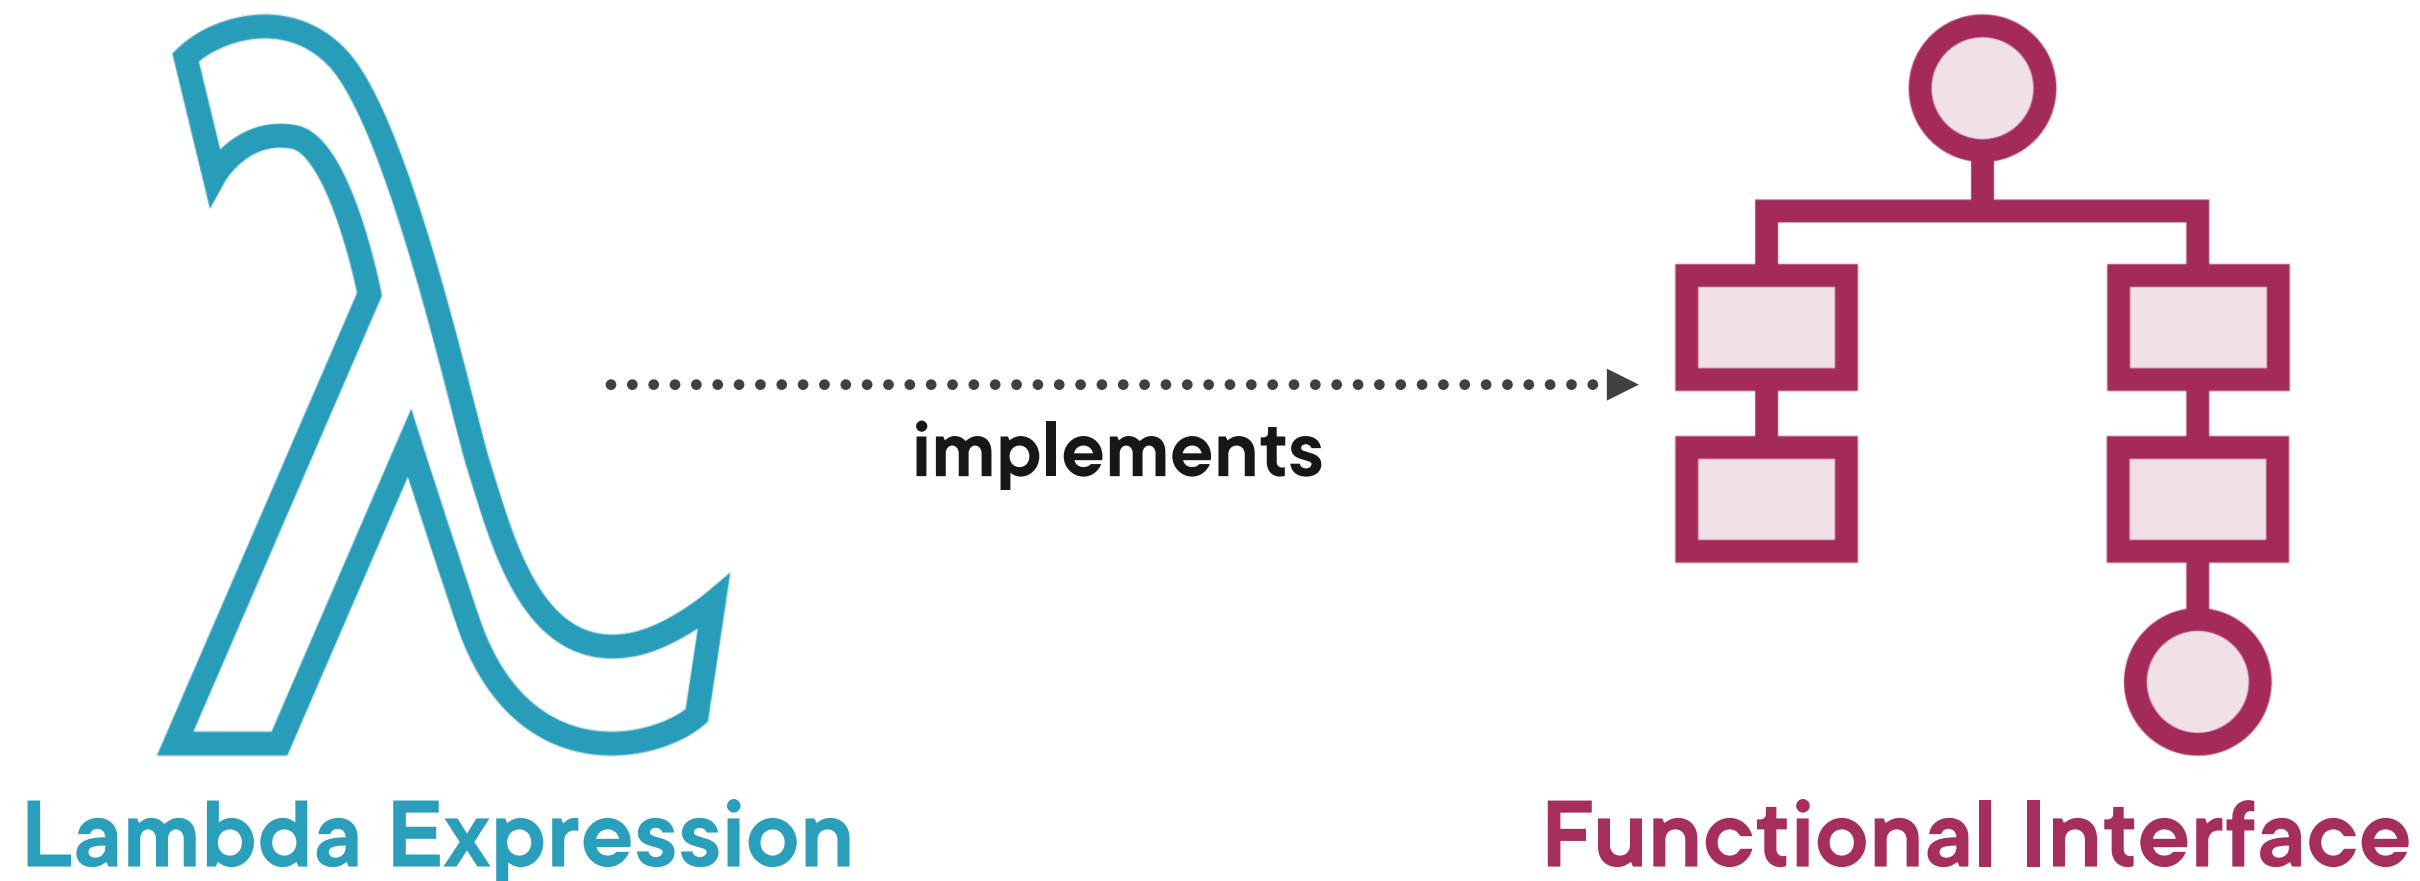 implements
Lambda Expression
Functional Interface